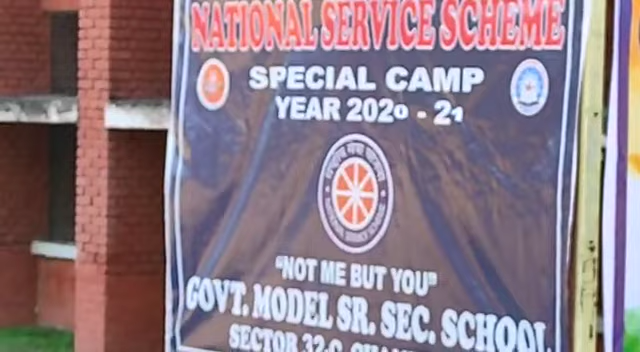 NATIONAL SERVICE SCHEME
SPECIAL CAMP
YEAR 2020 - 21
"NOT ME BUT YOU"
GOVT. MODEL SR. SEC. SCHOOL
SECTOR 32-C,